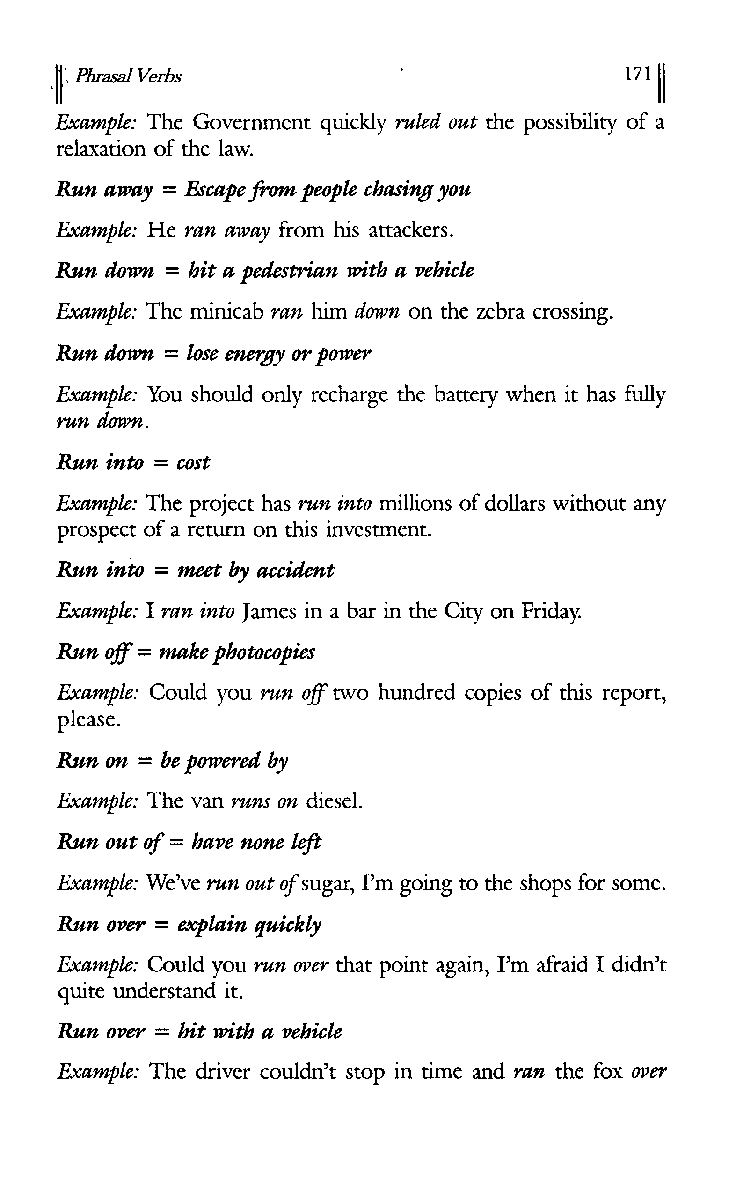 Phrasal Verbs 171
Example: The Government quickly ruled out the possibility of a
relaxation of the law.
Run away = Escape from people chasing you
Example: He ran away from his attackers.
Run down = hit a pedestrian with a vehicle
Example: The minicab ran him down on the zebra crossing.
Run down = lose energy or power
Example: You should only recharge the battery when it has fully
run down.
Run into = cost
Example: The project has run into millions of dollars without any
prospect of a return on this investment.
Run into = meet by accident
Example: I ran into James in a bar in the City on Friday.
Run off = make photocopies
Example: Could you run off two hundred copies of this report,
please.
Run on = be powered by
Example: The van runs on diesel.
Run out of = have none left
Example: We've run out of sugar, I'm going to the shops for some.
Run over = explain quickly
Example: Could you run over that point again, I'm afraid I didn't
quite understand it.
Run over = hit with a vehicle
Example: The driver couldn't stop in time and ran the fox over